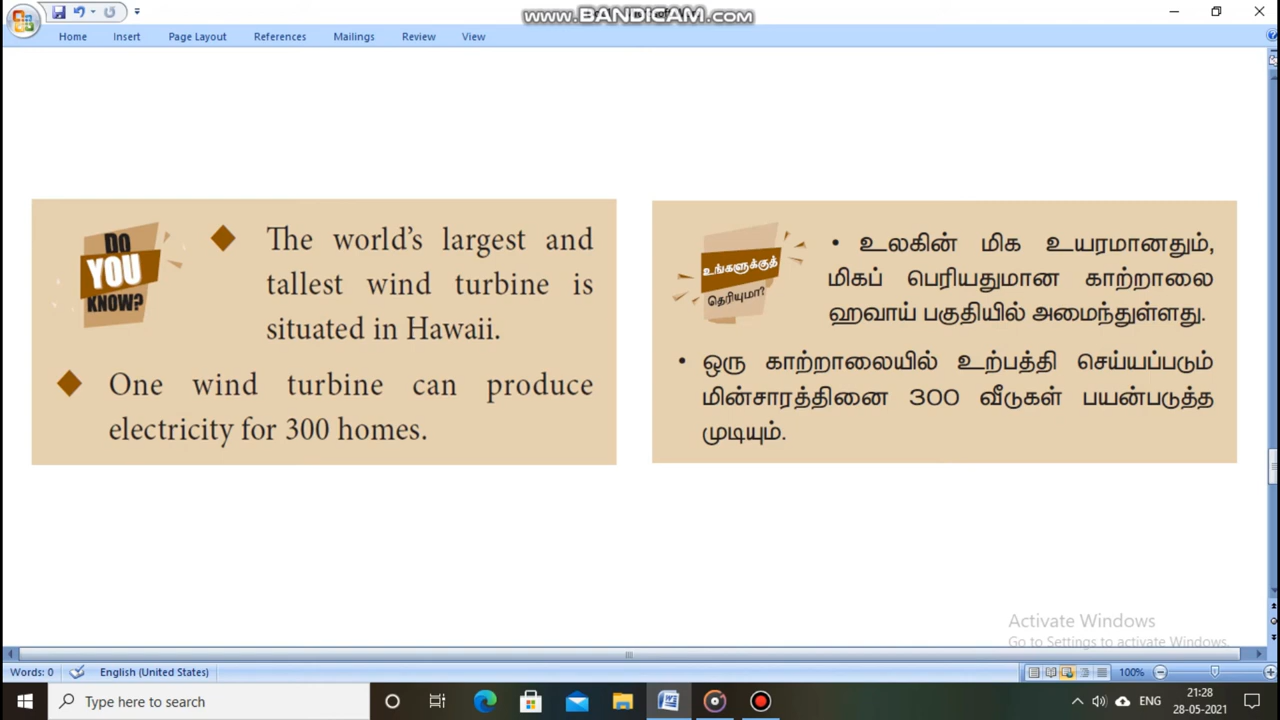 www.BANDICAM.com
Home Insert Page Layout References Mailings Review View
DO
YOU
KNOW?
The world's largest and
tallest wind turbine is
situated in Hawaii.
One wind turbine can produce
electricity for 300 homes.
உங்களுக்குத்
தெரியுமா?
• உலகின் மிக உயரமானதும்,
மிகப் பெரியதுமான காற்றாலை
ஹவாய் பகுதியில் அமைந்துள்ளது.
• ஒரு காற்றாலையில் உற்பத்தி செய்யப்படும்
மின்சாரத்தினை 300 வீடுகள் பயன்படுத்த
முடியும்.
Activate Windows
Go to Settings to activate Windows.
Words: 0 English (United States) 100%
Type here to search
ENG
21:28
28-05-2021